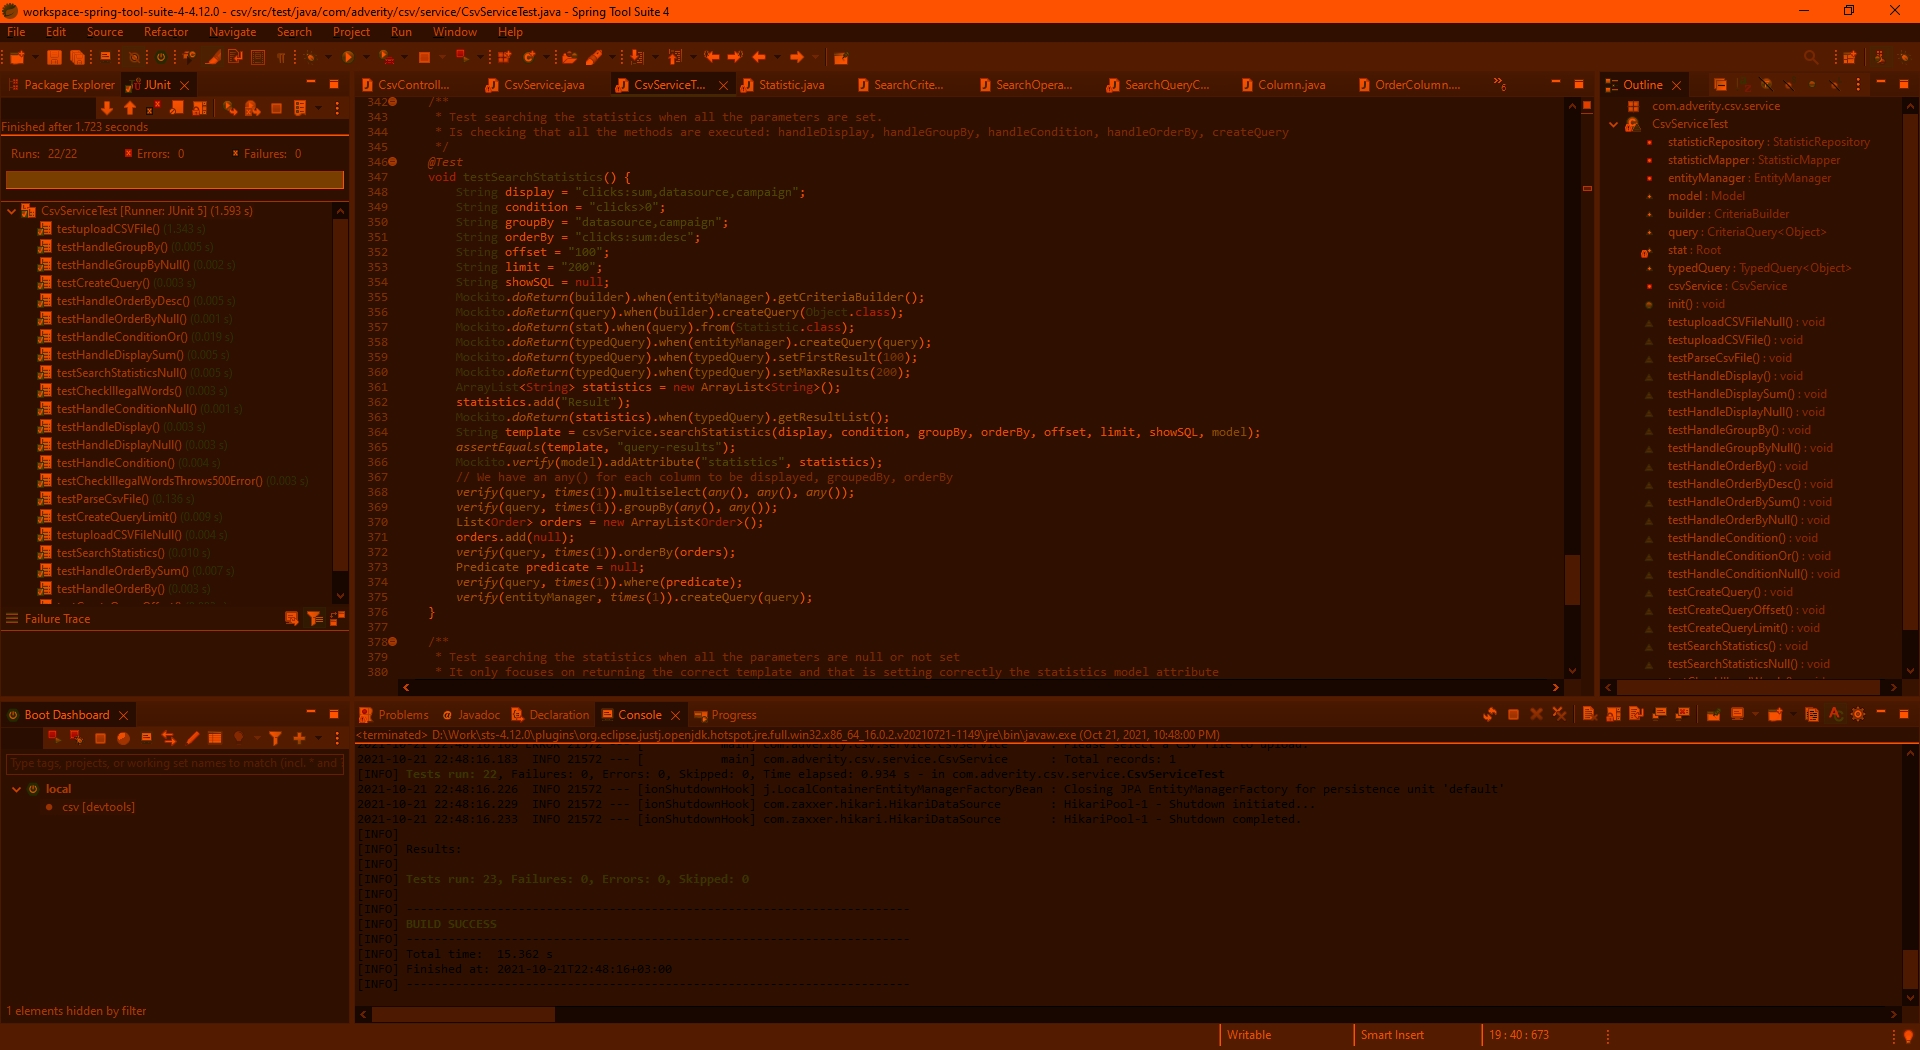 workspace-spring-tool-suite-4-4.12.0 - csv/src/test/java/com/adverity/csv/service/CsvServiceTest.java - Spring Tool Suite 4
File Edit Source Refactor Navigate Search Project Run Window Help
Package Explorer JUnit
Finished after 1.723 seconds
Runs: 22/22 Errors: 0 Failures: 0
CsvServiceTest [Runner: JUnit 5] (1.593 s)
testuploadCSVFile() (1.343 s)
testHandleGroupBy() (0.005 s)
testHandleGroupByNull() (0.002 s)
testCreateQuery() (0.003 s)
testHandleOrderByDesc() (0.005 s)
testHandleOrderByNull() (0.001 s)
testHandleConditionOr() (0.019 s)
testHandleDisplaySum() (0.005 s)
testSearchStatisticsNull() (0.005 s)
testCheckIllegalWords() (0.003 s)
testHandleConditionNull() (0.001 s)
testHandleDisplay() (0.003 s)
testHandleDisplayNull() (0.003 s)
testHandleCondition() (0.004 s)
testCheckIllegalWordsThrows500Error() (0.003 s)
testParseCsvFile() (0.136 s)
testCreateQueryLimit() (0.009 s)
testuploadCSVFileNull() (0.004 s)
testSearchStatistics() (0.010 s)
testHandleOrderBySum() (0.007 s)
testHandleOrderBy() (0.003 s)
Failure Trace
CsvControll... CsvService.java CsvServiceT... Statistic.java SearchCrite... SearchOpera... SearchQueryC... Column.java OrderColumn.... 
342 /**
343 * Test searching the statistics when all the parameters are set.
344 * Is checking that all the methods are executed: handleDisplay, handleGroupBy, handleCondition, handleOrderBy, createQuery
345 */
346 @Test
347 void testSearchStatistics() {
348 String display = "clicks:sum,datasource,campaign";
349 String condition = "clicks>0";
350 String groupBy = "datasource,campaign";
351 String orderBy = "clicks:sum:desc";
352 String offset = "100";
353 String limit = "200";
354 String showSQL = null;
355 Mockito.doReturn(builder).when(entityManager).getCriteriaBuilder();
356 Mockito.doReturn(query).when(builder).createQuery(Object.class);
357 Mockito.doReturn(stat).when(query).from(Statistic.class);
358 Mockito.doReturn(typedQuery).when(entityManager).createQuery(query);
359 Mockito.doReturn(typedQuery).when(typedQuery).setFirstResult(100);
360 Mockito.doReturn(typedQuery).when(typedQuery).setMaxResults(200);
361 ArrayList<String> statistics = new ArrayList<String>();
362 statistics.add("Result");
363 Mockito.doReturn(statistics).when(typedQuery).getResultList();
364 String template = csvService.searchStatistics(display, condition, groupBy, orderBy, offset, limit, showSQL, model);
365 assertEquals(template, "query-results");
366 Mockito.verify(model).addAttribute("statistics", statistics);
367 // We have an any() for each column to be displayed, groupedBy, orderBy
368 verify(query, times(1)).multiselect(any(), any(), any());
369 verify(query, times(1)).groupBy(any(), any());
370 List<Order> orders = new ArrayList<Order>();
371 orders.add(null);
372 verify(query, times(1)).orderBy(orders);
373 Predicate predicate = null;
374 verify(query, times(1)).where(predicate);
375 verify(entityManager, times(1)).createQuery(query);
376 }
377
378 /**
379 * Test searching the statistics when all the parameters are null or not set
380 * It only focuses on returning the correct template and that is setting correctly the statistics model attribute
Outline
com.adverity.csv.service
CsvServiceTest
statisticRepository : StatisticRepository
statisticMapper : StatisticMapper
entityManager : EntityManager
model : Model
builder : CriteriaBuilder
query : CriteriaQuery<Object>
stat : Root
typedQuery : TypedQuery<Object>
csvService : CsvService
init() : void
testuploadCSVFileNull() : void
testuploadCSVFile() : void
testParseCsvFile() : void
testHandleDisplay() : void
testHandleDisplaySum() : void
testHandleDisplayNull() : void
testHandleGroupBy() : void
testHandleGroupByNull() : void
testHandleOrderBy() : void
testHandleOrderByDesc() : void
testHandleOrderBySum() : void
testHandleOrderByNull() : void
testHandleCondition() : void
testHandleConditionOr() : void
testHandleConditionNull() : void
testCreateQuery() : void
testCreateQueryOffset() : void
testCreateQueryLimit() : void
testSearchStatistics() : void
testSearchStatisticsNull() : void
Boot Dashboard
Type tags, projects, or working set names to match (incl. * and
local
csv [devtools]
1 elements hidden by filter
Problems Javadoc Declaration Console Progress
<terminated> D:\Work\sts-4.12.0\plugins\org.eclipse.justj.openjdk.hotspot.jre.full.win32.x86_64_16.0.2.v20210721-1149\jre\bin\javaw.exe (Oct 21, 2021, 10:48:00 PM)
2021-10-21 22:48:16.183 INFO 21572 --- [ main] com.adverity.csv.service.CsvService : Total records: 1
[INFO] Tests run: 22, Failures: 0, Errors: 0, Skipped: 0, Time elapsed: 0.934 s - in com.adverity.csv.service.CsvServiceTest
2021-10-21 22:48:16.226 INFO 21572 --- [ionShutdownHook] j.LocalContainerEntityManagerFactoryBean : Closing JPA EntityManagerFactory for persistence unit 'default'
2021-10-21 22:48:16.229 INFO 21572 --- [ionShutdownHook] com.zaxxer.hikari.HikariDataSource : HikariPool-1 - Shutdown initiated...
2021-10-21 22:48:16.233 INFO 21572 --- [ionShutdownHook] com.zaxxer.hikari.HikariDataSource : HikariPool-1 - Shutdown completed.
[INFO]
[INFO] Results:
[INFO]
[INFO] Tests run: 23, Failures: 0, Errors: 0, Skipped: 0
[INFO]
[INFO] ------------------------------------------------------------------------
[INFO] BUILD SUCCESS
[INFO] ------------------------------------------------------------------------
[INFO] Total time: 15.362 s
[INFO] Finished at: 2021-10-21T22:48:16+03:00
[INFO] ------------------------------------------------------------------------
Writable Smart Insert 19 : 40 : 673